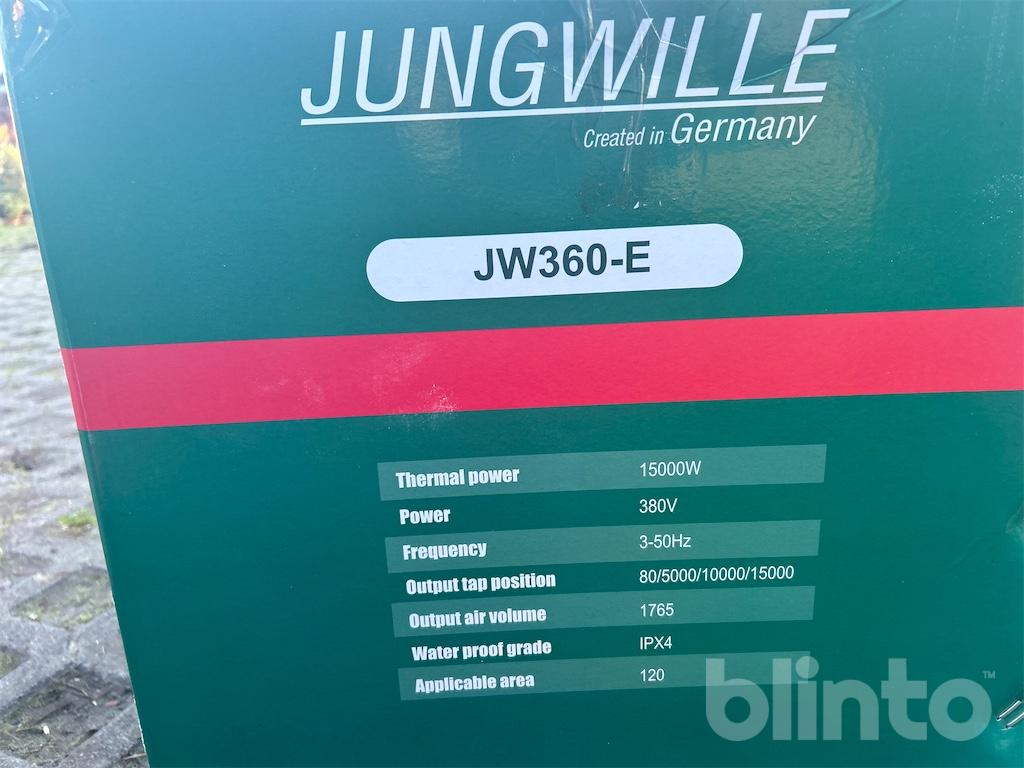 JUNGWILLE
Created in Germany
JW360-E
Thermal power 15000W
Power 380V
Frequency 3-50Hz
Output tap position 80/5000/10000/15000
Output air volume 1765
Water proof grade IPX4
Applicable area 120
blinto™